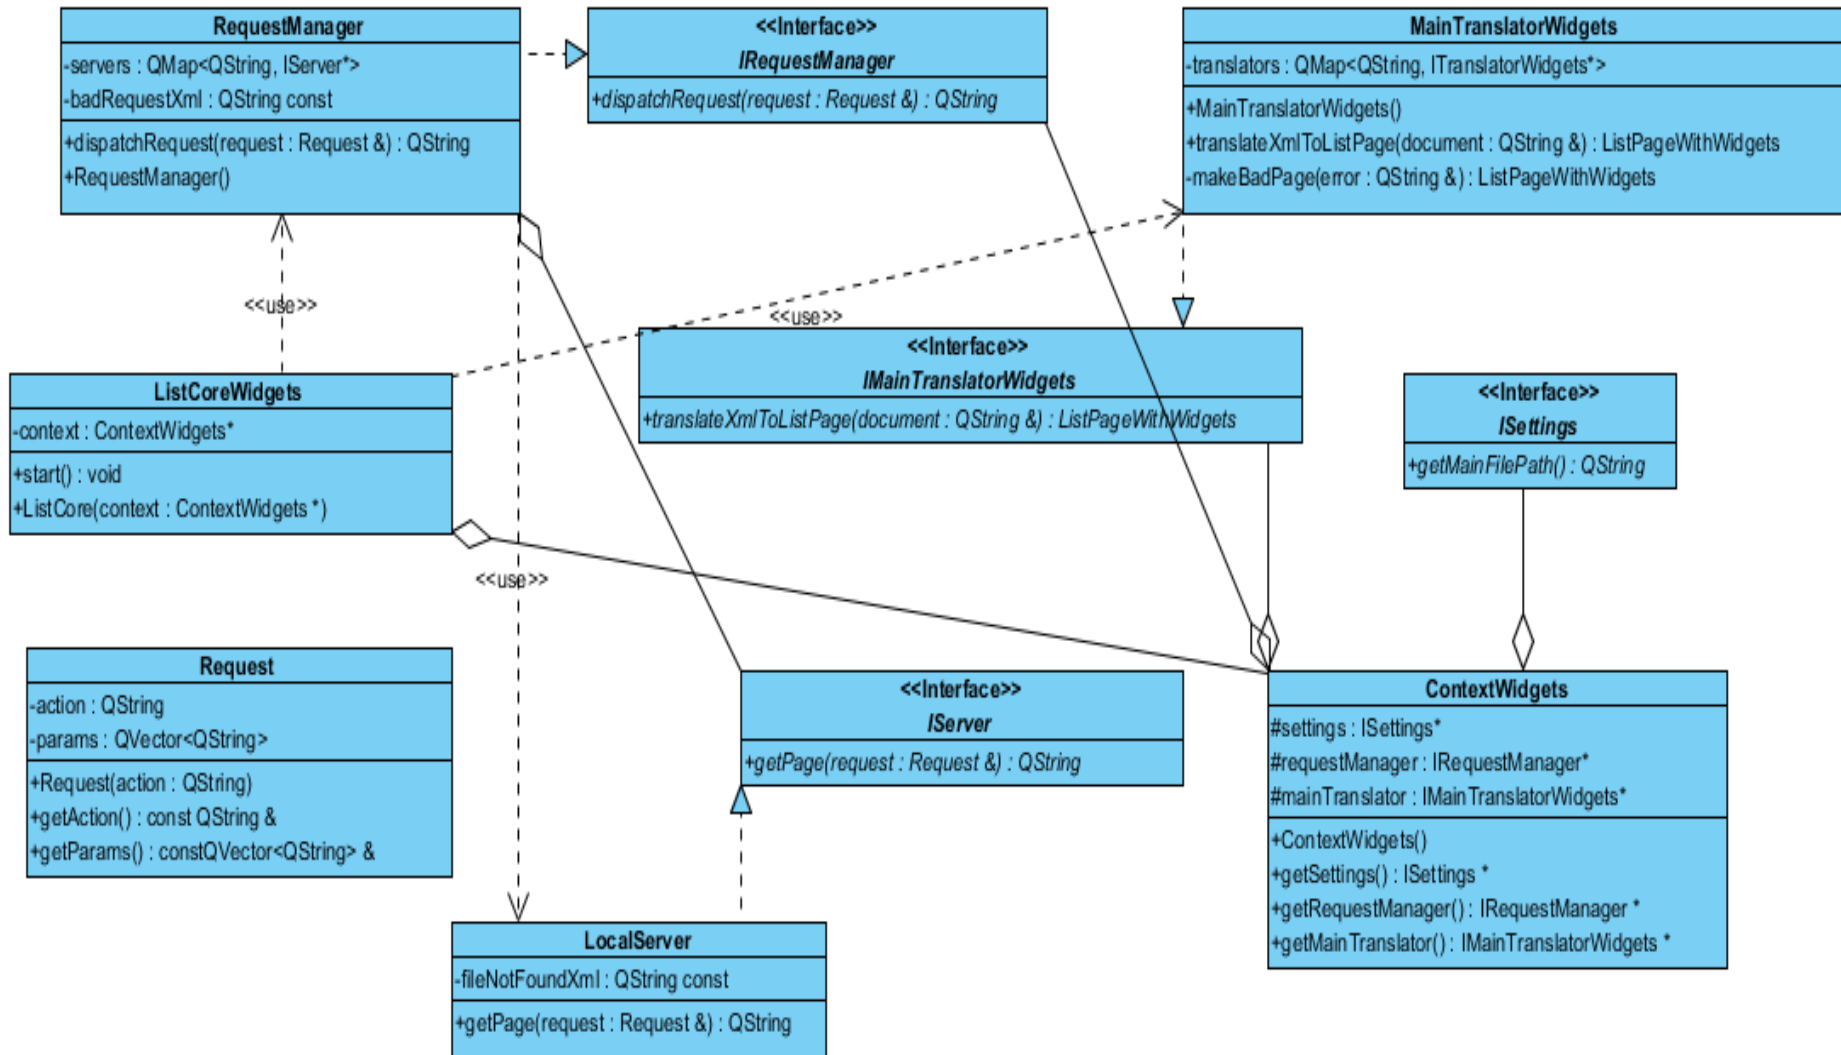 RequestManager
-servers : QMap<QString, IServer*>
-badRequestXml : QString const
+dispatchRequest(request : Request &) : QString
+RequestManager()
<<Interface>>
IRequestManager
+dispatchRequest(request : Request &) : QString
MainTranslatorWidgets
-translators : QMap<QString, ITranslatorWidgets*>
+MainTranslatorWidgets()
+translateXmlToListPage(document : QString &) : ListPageWithWidgets
-makeBadPage(error : QString &) : ListPageWithWidgets
<<use>>
<<use>>
<<Interface>>
IMainTranslatorWidgets
+translateXmlToListPage(document : QString &) : ListPageWithWidgets
ListCoreWidgets
-context : ContextWidgets*
+start() : void
+ListCore(context : ContextWidgets *)
<<Interface>>
ISettings
+getMainFilePath() : QString
<<use>>
Request
-action : QString
-params : QVector<QString>
+Request(action : QString)
+getAction() : const QString &
+getParams() : constQVector<QString> &
<<Interface>>
IServer
+getPage(request : Request &) : QString
ContextWidgets
#settings : ISettings*
#requestManager : IRequestManager*
#mainTranslator : IMainTranslatorWidgets*
+ContextWidgets()
+getSettings() : ISettings *
+getRequestManager() : IRequestManager *
+getMainTranslator() : IMainTranslatorWidgets *
LocalServer
-fileNotFoundXml : QString const
+getPage(request : Request &) : QString